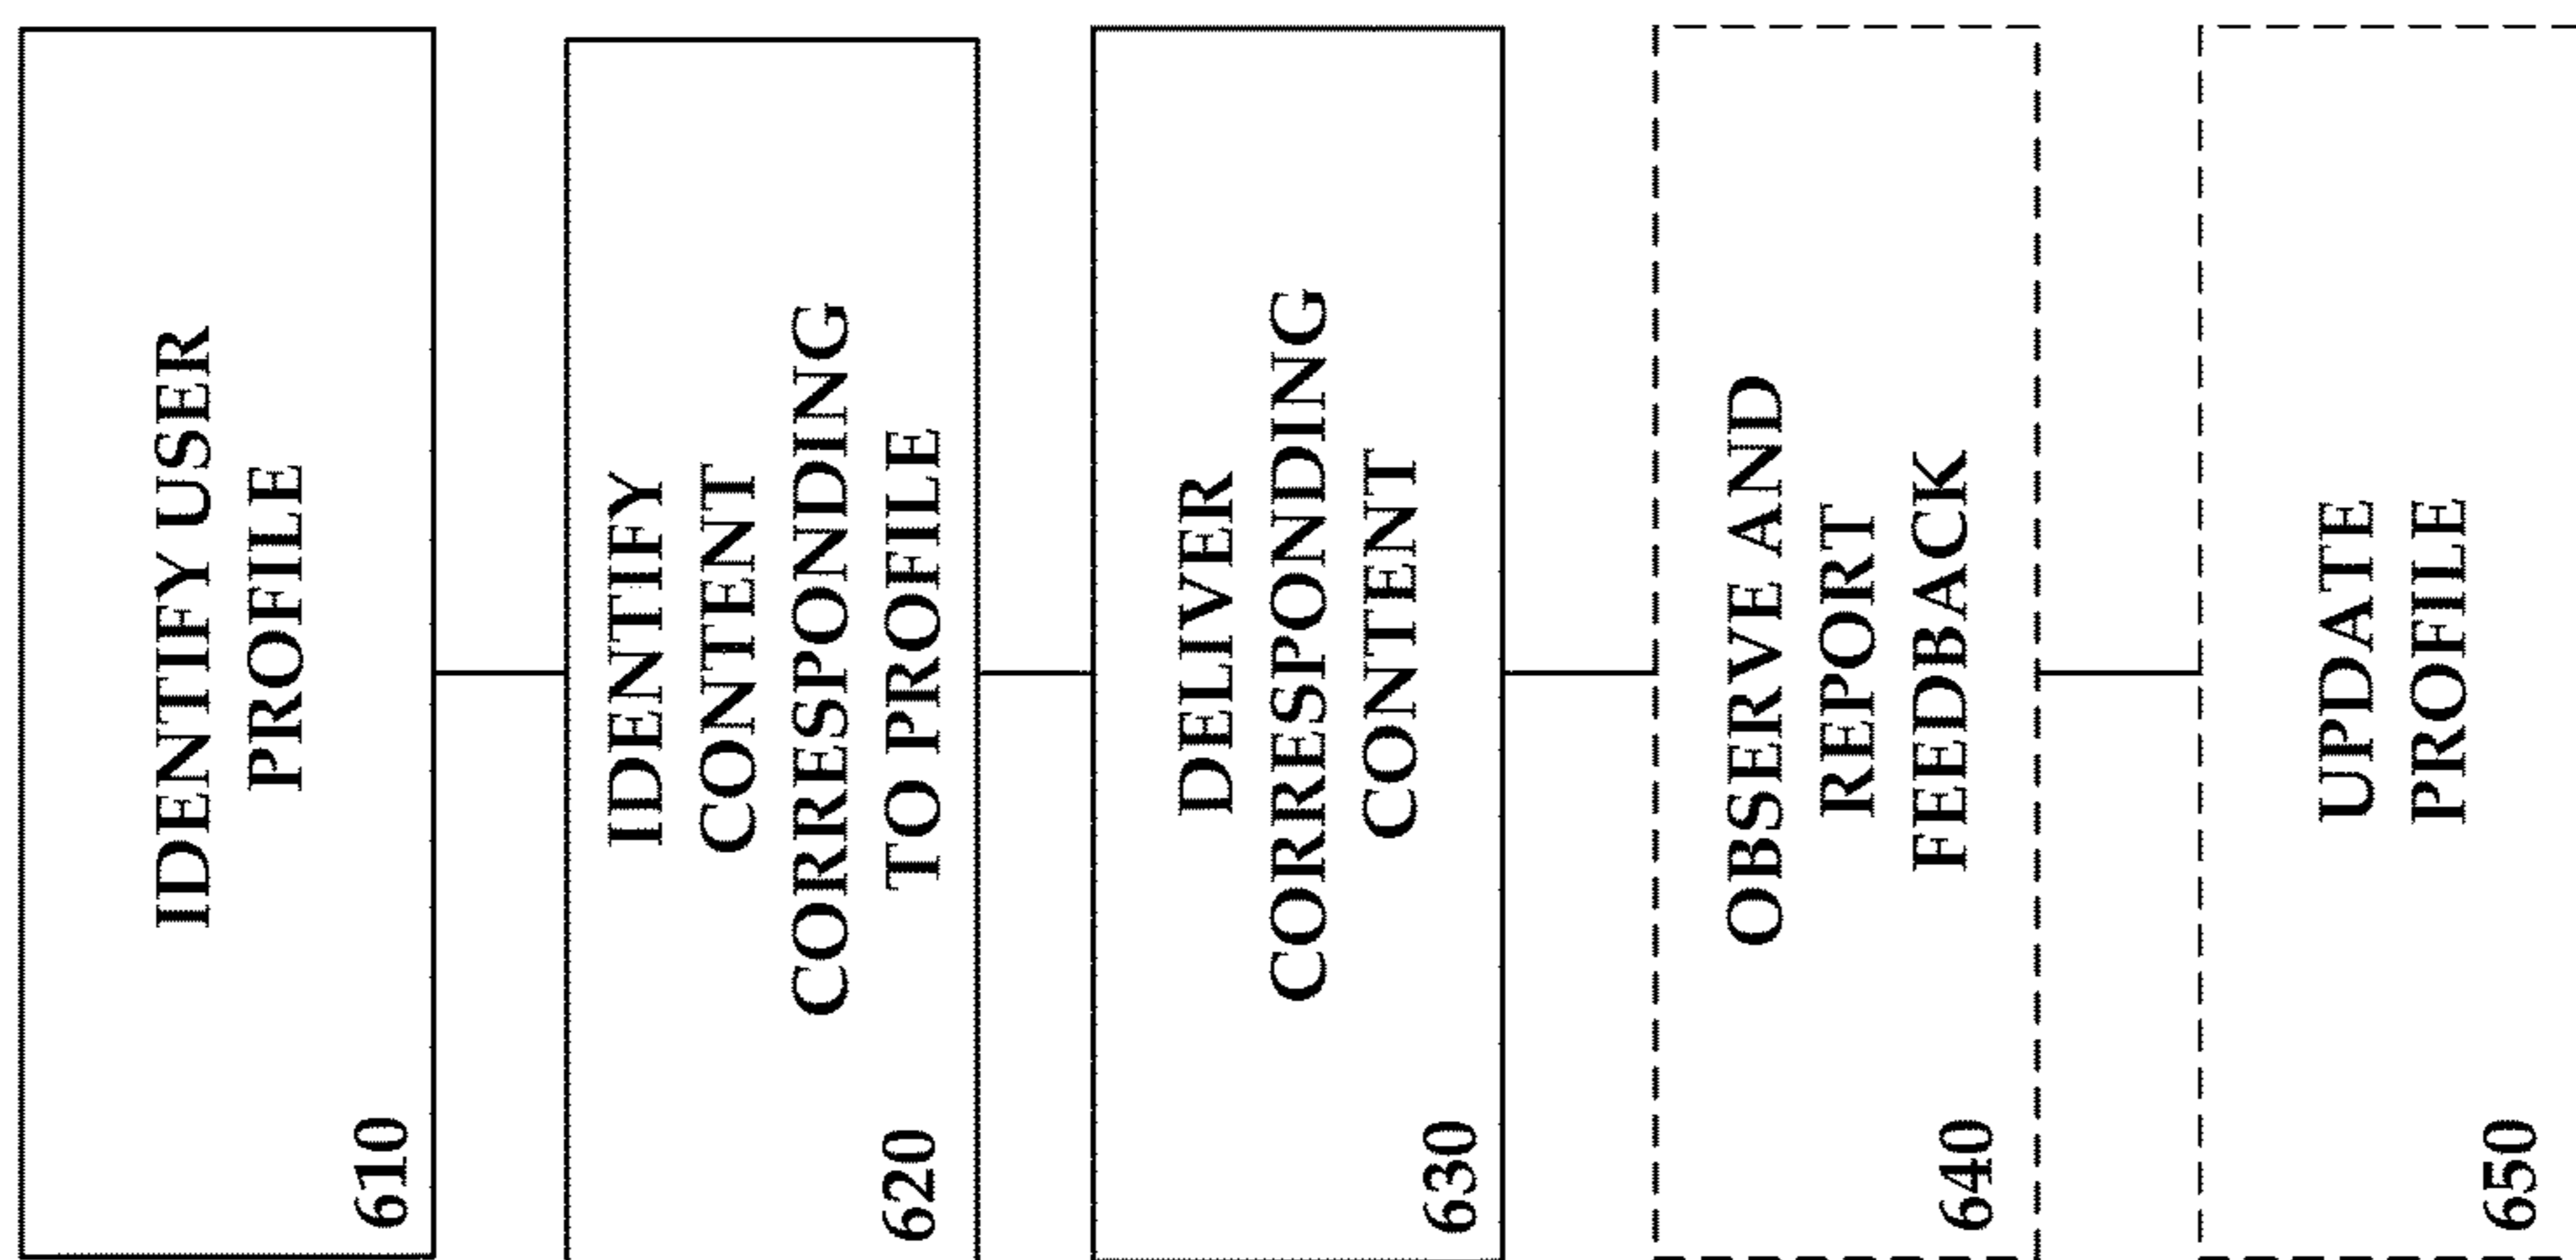 IDENTIFY USER
PROFILE
610
IDENTIFY
CONTENT
CORRESPONDING
TO PROFILE
620
DELIVER
CORRESPONDING
CONTENT
630
OBSERVE AND
REPORT
FEEDBACK
640
UPDATE
PROFILE
650